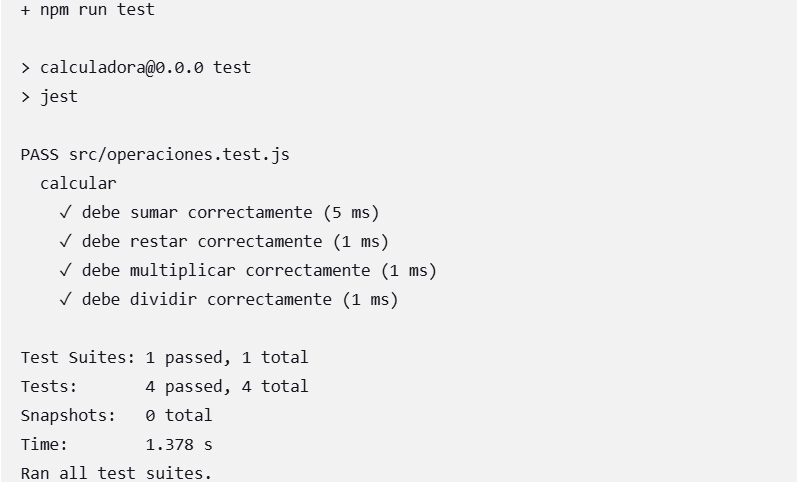 + npm run test
> calculadora@0.0.0 test
> jest
PASS src/operaciones.test.js
calcular
✓ debe sumar correctamente (5 ms)
✓ debe restar correctamente (1 ms)
✓ debe multiplicar correctamente (1 ms)
✓ debe dividir correctamente (1 ms)
Test Suites: 1 passed, 1 total
Tests:       4 passed, 4 total
Snapshots:   0 total
Time:        1.378 s
Ran all test suites.